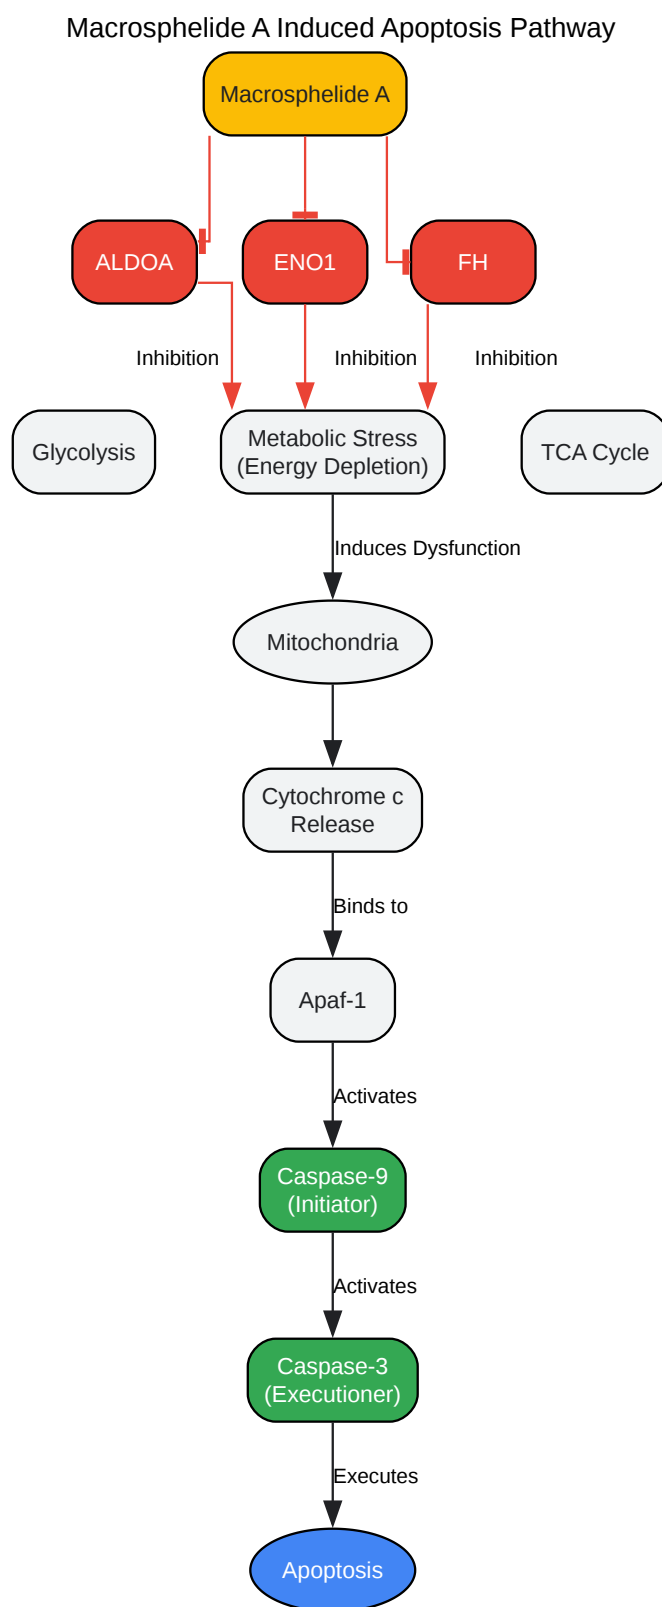 Macrosphelide A Induced Apoptosis Pathway
Macrosphelide A
ALDOA
ENO1
FH
Inhibition
Inhibition
Inhibition
Glycolysis
Metabolic Stress
(Energy Depletion)
TCA Cycle
Induces Dysfunction
Mitochondria
Cytochrome c
Release
Binds to
Apaf-1
Activates
Caspase-9
(Initiator)
Activates
Caspase-3
(Executioner)
Executes
Apoptosis